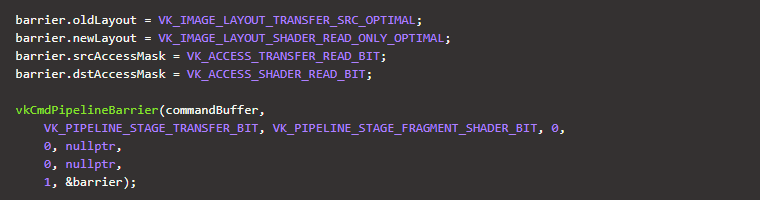 barrier.oldLayout = VK_IMAGE_LAYOUT_TRANSFER_SRC_OPTIMAL;
barrier.newLayout = VK_IMAGE_LAYOUT_SHADER_READ_ONLY_OPTIMAL;
barrier.srcAccessMask = VK_ACCESS_TRANSFER_READ_BIT;
barrier.dstAccessMask = VK_ACCESS_SHADER_READ_BIT;

vkCmdPipelineBarrier(commandBuffer,
    VK_PIPELINE_STAGE_TRANSFER_BIT, VK_PIPELINE_STAGE_FRAGMENT_SHADER_BIT, 0,
    0, nullptr,
    0, nullptr,
    1, &barrier);